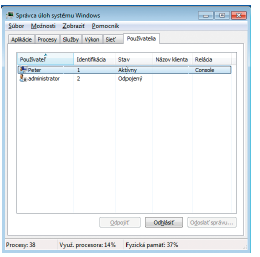 Správca úloh systému Windows
Súbor Možnosti Zobraziť Pomocník
Aplikácie Procesy Služby Výkon Sieť Používatelia
Používateľ Identifikácia Stav Názov klienta Relácia
Peter 1 Aktívny Console
administrator 2 Odpojený
Odpojiť Odhlásiť Odoslať správu...
Procesy: 38 Využ. procesora: 14% Fyzická pamäť: 37%